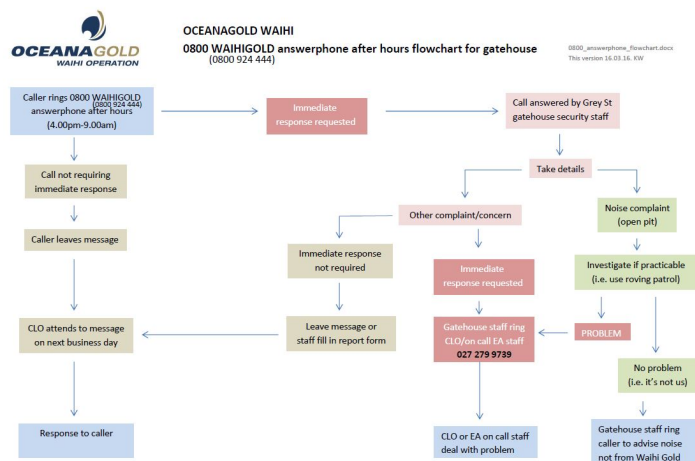 OCEANAGOLD
WAIHI OPERATION
OCEANAGOLD WAIHI
0800 WAIHIGOLD answerphone after hours flowchart for gatehouse
(0800 924 444)
0800_answerphone_flowchart.docx
This version 16.03.16. KW
Caller rings 0800 WAIHIGOLD
(0800 924 444)
answerphone after hours
(4.00pm-9.00am)
Immediate
response requested
Call answered by Grey St
gatehouse security staff
Call not requiring
immediate response
Take details
Caller leaves message
Other complaint/concern
Noise complaint
(open pit)
Immediate response
not required
Immediate
response requested
Investigate if practicable
(i.e. use roving patrol)
CLO attends to message
on next business day
Leave message or
staff fill in report form
Gatehouse staff ring
CLO/on call EA staff
027 279 9789
PROBLEM
No problem
(i.e. it's not us)
Response to caller
CLO or EA on call staff
deal with problem
Gatehouse staff ring
caller to advise noise
not from Waihi Gold